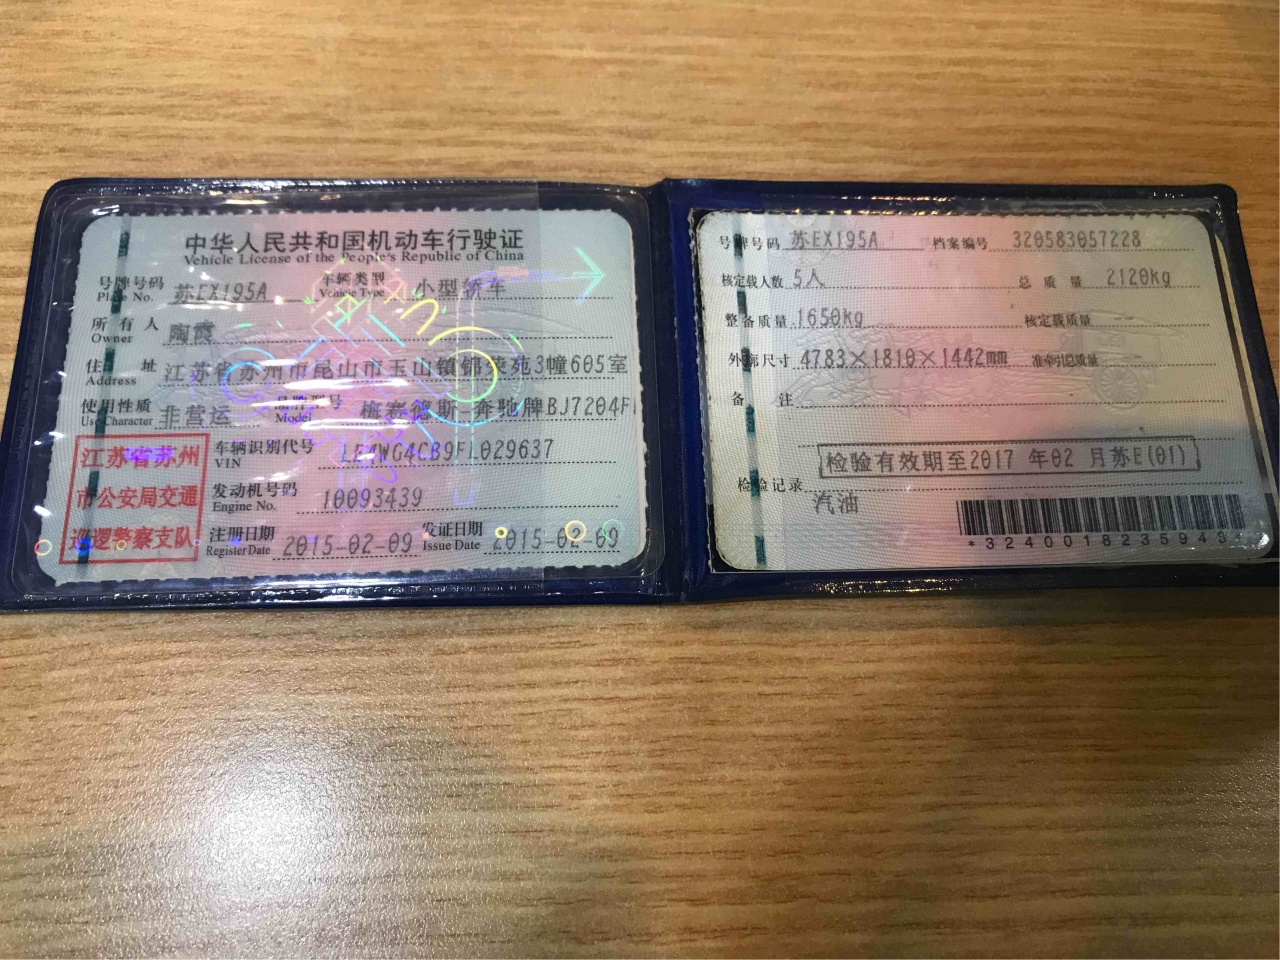 中华人民共和国机动车行驶证
Vehicle License of the People's Republic of China
号牌号码 苏EX195A 车辆类型 小型轿车
Plate No. Vehicle Type
所有人 陶霞
Owner
住址 江苏省苏州市昆山市玉山镇锦荣苑3幢605室
Address
使用性质 非营运 品牌型号 梅赛德斯-奔驰牌BJ7204F
Use Character Model
江苏省苏州
市公安局交通
巡逻警察支队
车辆识别代号 LE4WG4CB9FL029637
VIN
发动机号码 10093439
Engine No.
注册日期 2015-02-09 发证日期 2015-02-09
Register Date Issue Date
号牌号码 苏EX195A 档案编号 320583057228
核定载人数 5人 总质量 2120kg
整备质量 1650kg 核定载质量
外廓尺寸 4783×1810×1442mm 准牵引总质量
备注
检验有效期至2017 年02 月苏E(01)
检验记录
汽油
*324001823594